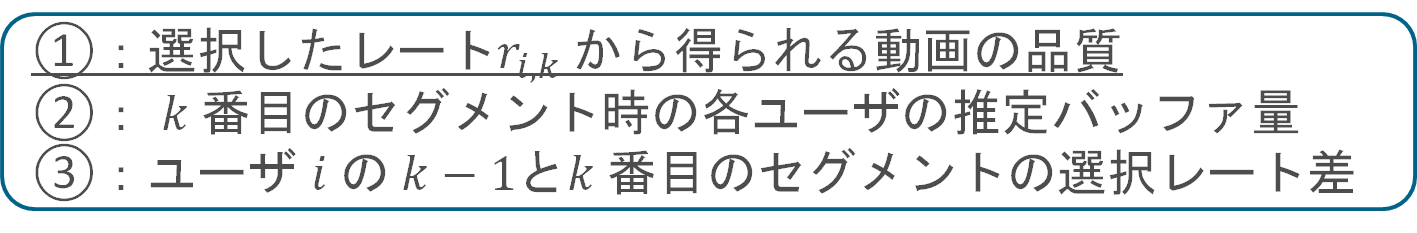 ①：選択したレート𝑟𝑖,𝑘 から得られる動画の品質
②： 𝑘 番目のセグメント時の各ユーザの推定バッファ量
③：ユーザ 𝑖 の 𝑘 − 1と𝑘 番目のセグメントの選択レート差